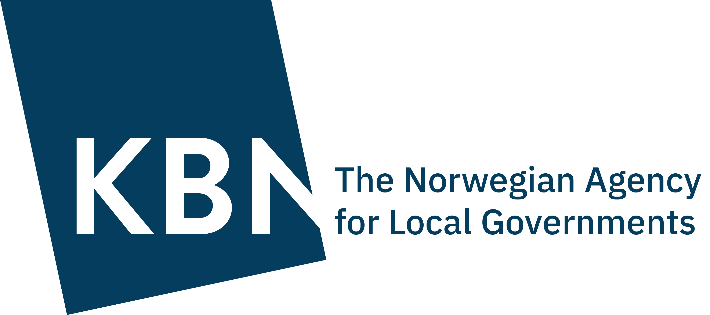 KBN
The Norwegian Agency
for Local Governments